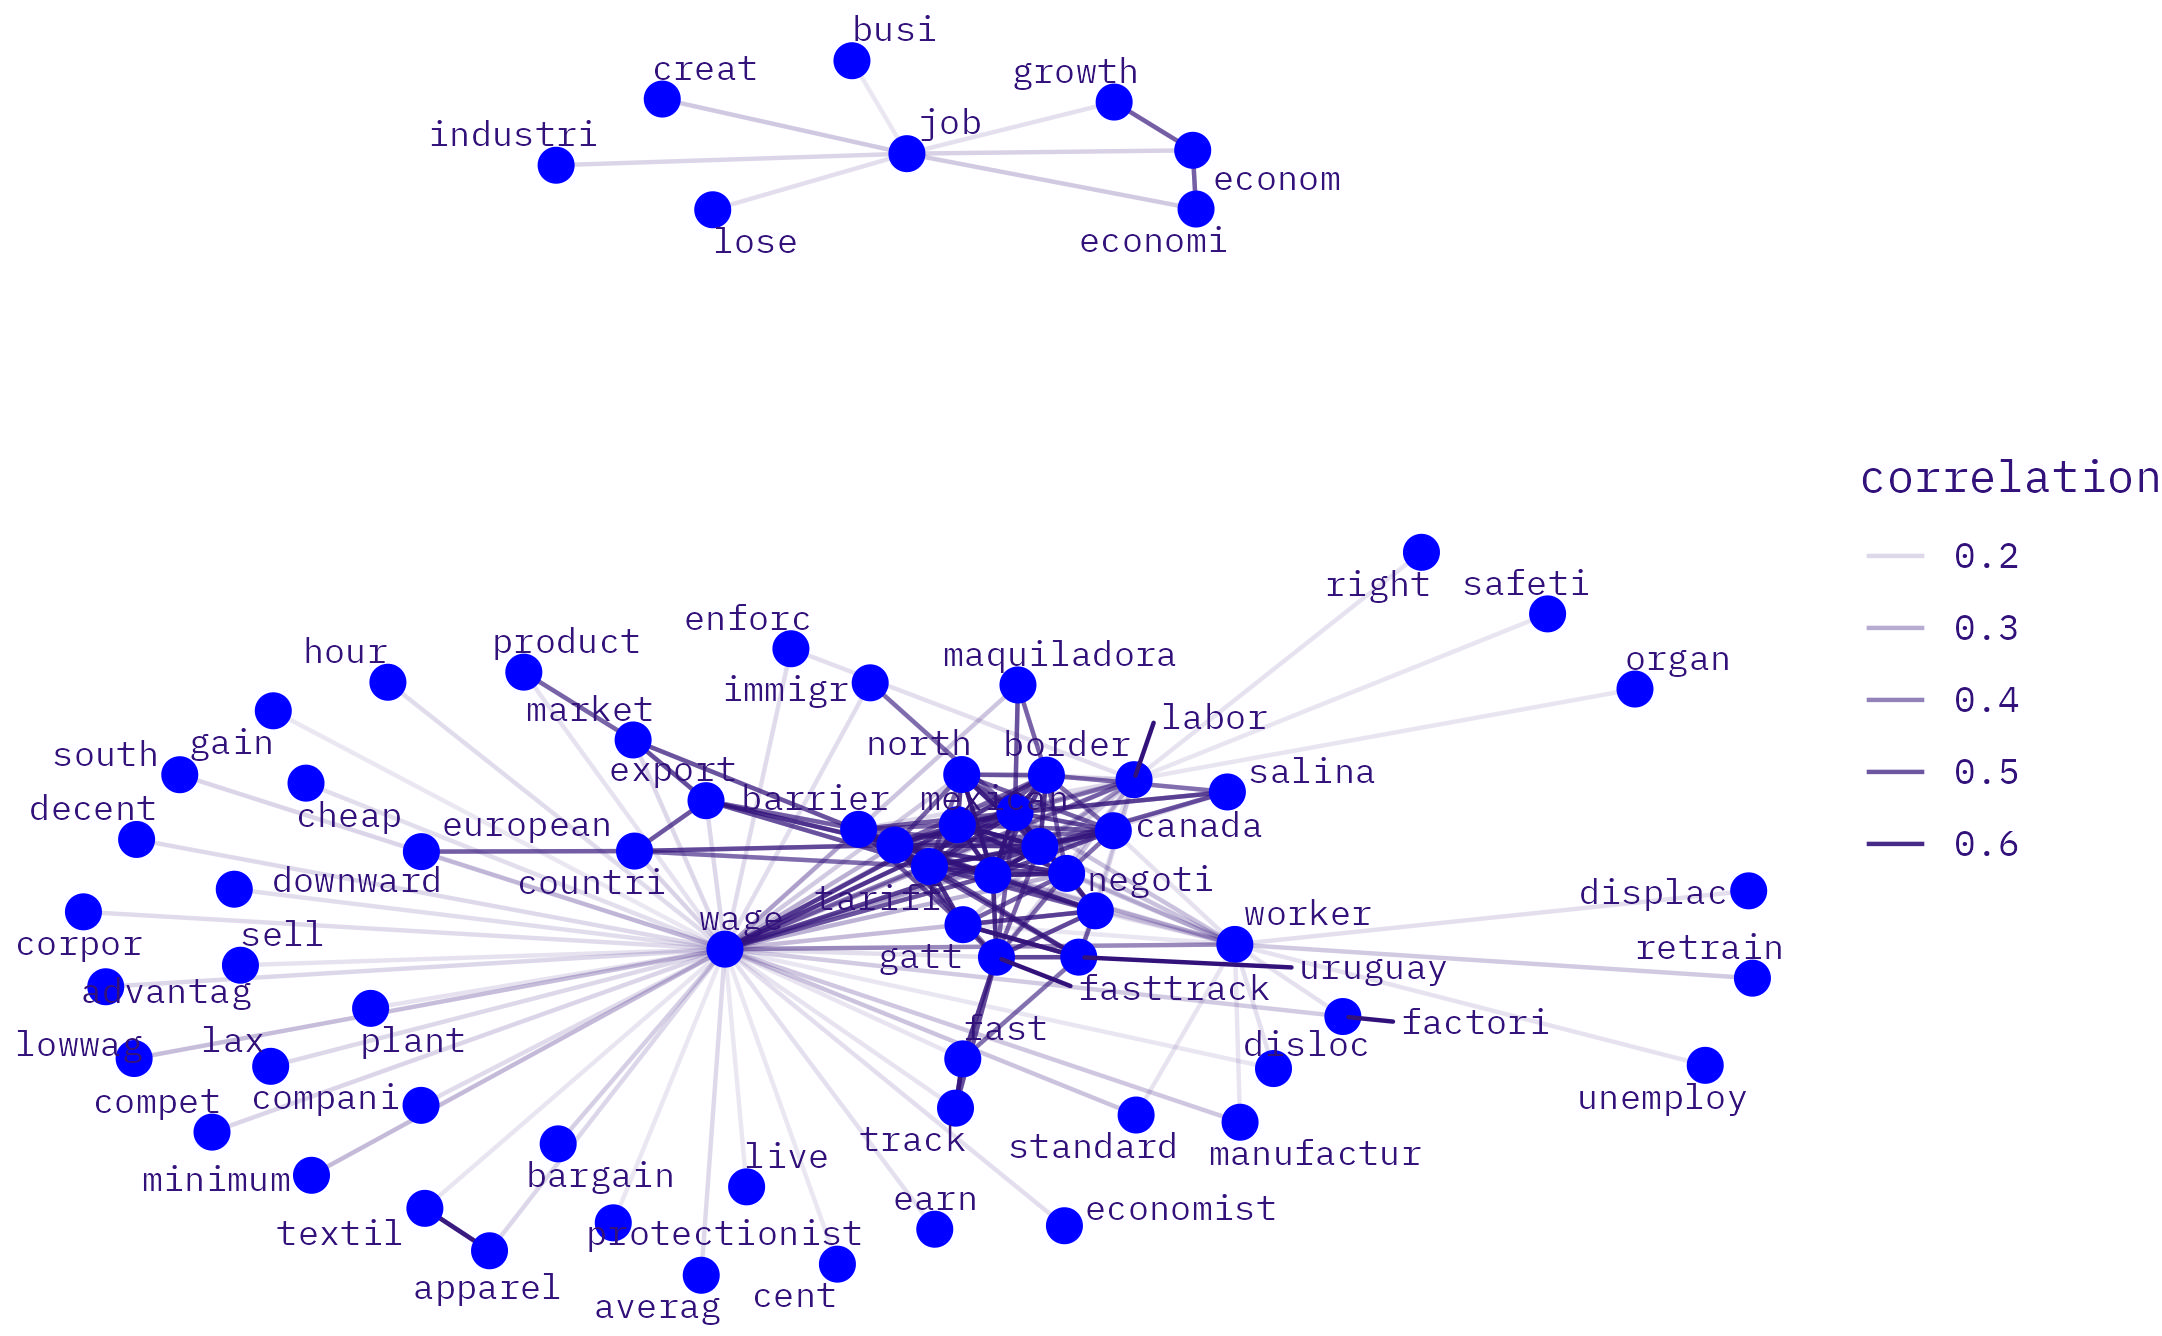 busi
creat
growth
job
industri
econom
lose
economi
correlation
0.2
0.3
0.4
0.5
0.6
right
safeti
enforc
product
hour
maquiladora
organ
immigr
market
labor
north
border
gain
south
export
salina
barrier
mexican
decent
cheap
european
canada
downward
countri
negoti
displac
tariff
wage
worker
sell
corpor
retrain
gatt
uruguay
advantag
fasttrack
factori
fast
lowwag
lax
plant
disloc
compani
compet
unemploy
track
standard
manufactur
live
bargain
minimum
earn
economist
textil
protectionist
apparel
cent
averag